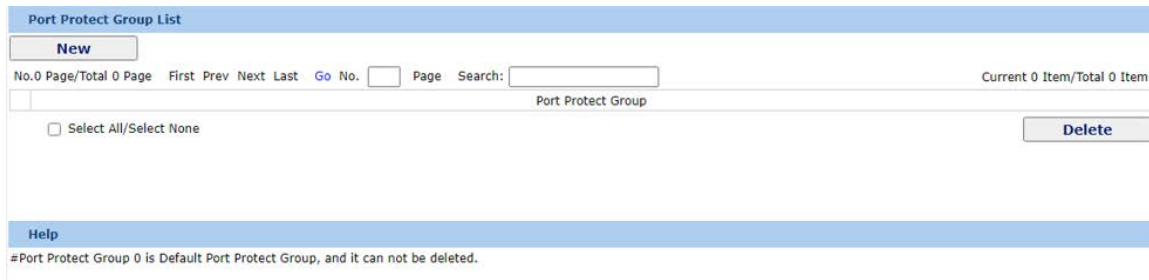 Port Protect Group List
New
No.0 Page/Total 0 Page First Prev Next Last Go No. Page Search: Current 0 Item/Total 0 Item
Port Protect Group
Select All/Select None Delete
Help
#Port Protect Group 0 is Default Port Protect Group, and it can not be deleted.